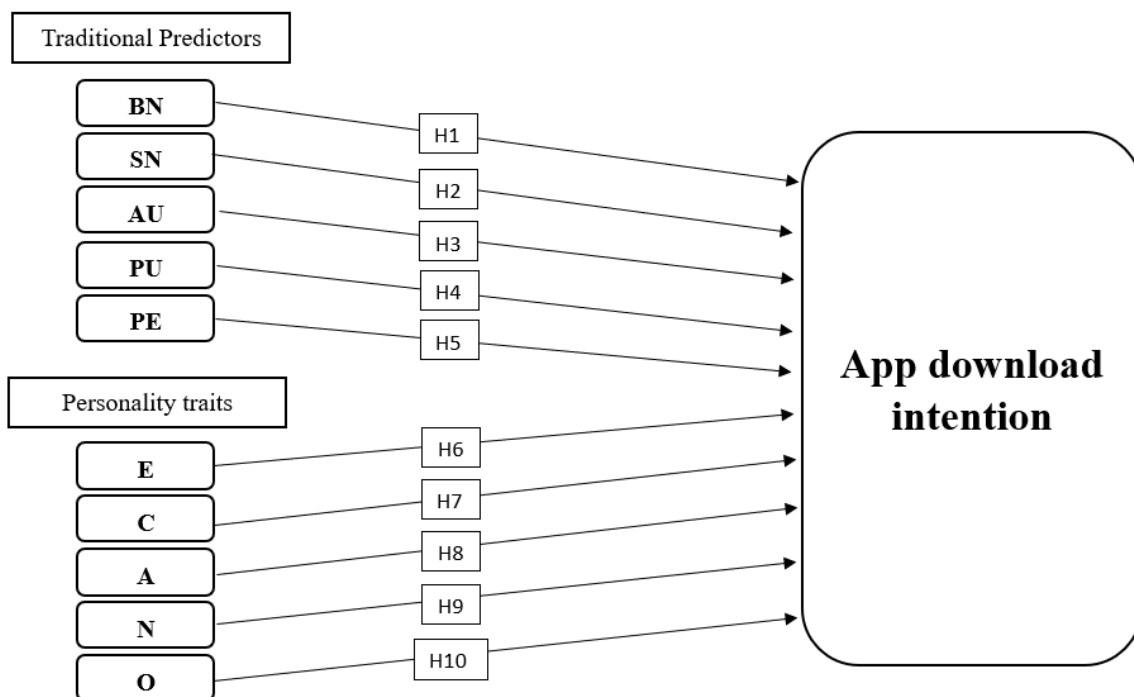 Traditional Predictors
BN
SN
AU
PU
PE
H1
H2
H3
H4
H5
Personality traits
E
C
A
N
O
H6
H7
H8
H9
H10
App download
intention